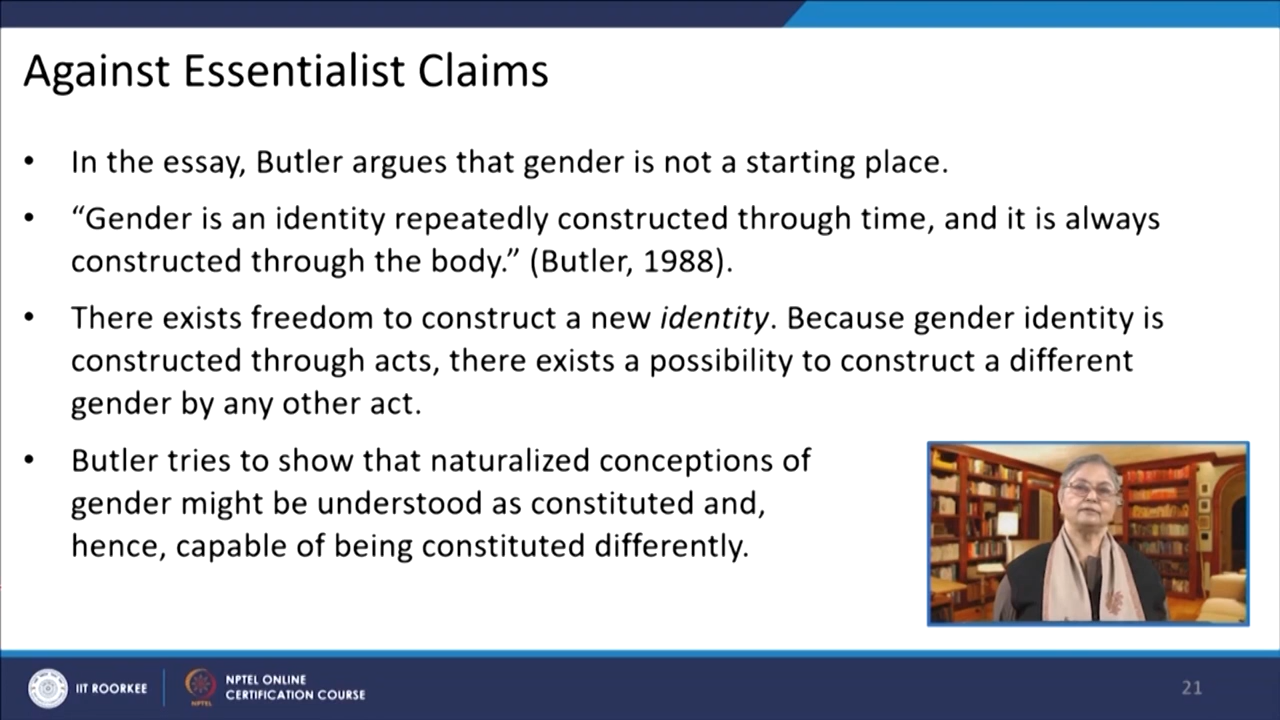 Against Essentialist Claims
• In the essay, Butler argues that gender is not a starting place.
• “Gender is an identity repeatedly constructed through time, and it is always
constructed through the body.” (Butler, 1988).
• There exists freedom to construct a new identity. Because gender identity is
constructed through acts, there exists a possibility to construct a different
gender by any other act.
• Butler tries to show that naturalized conceptions of
gender might be understood as constituted and,
hence, capable of being constituted differently.
IIT ROORKEE
NPTEL
NPTEL ONLINE
CERTIFICATION COURSE
21